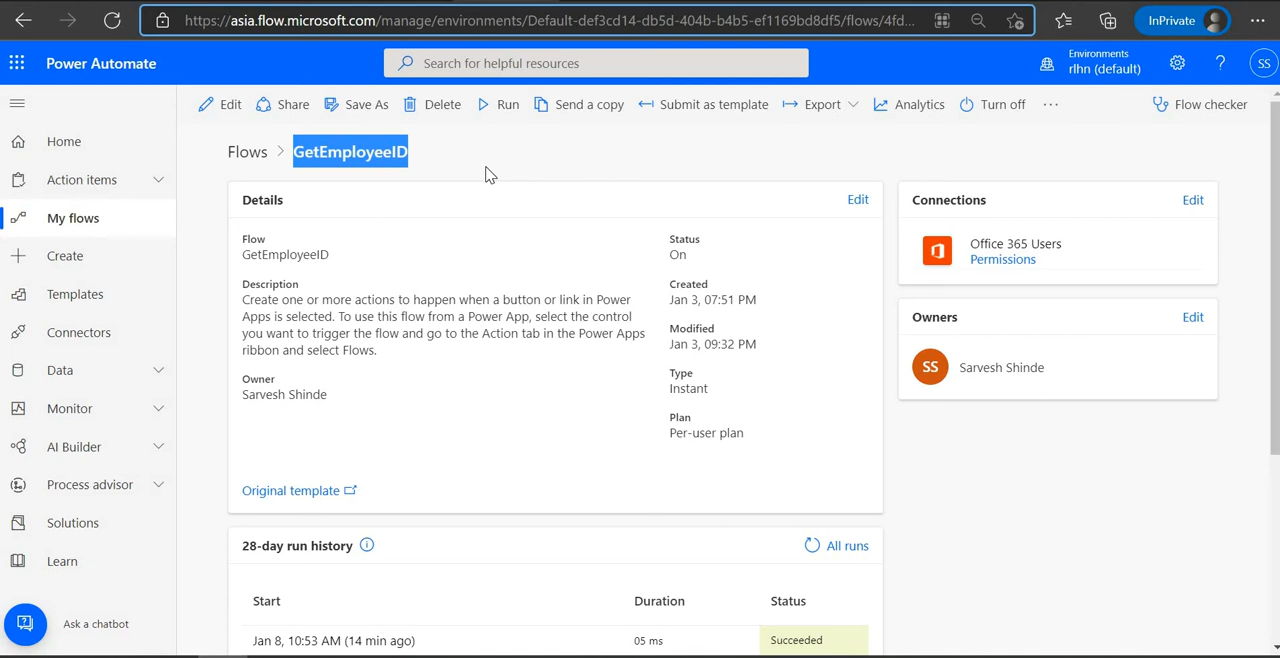 https://asia.flow.microsoft.com/manage/environments/Default-def3cd14-db5d-404b-b4b5-ef1169bd8df5/flows/4fd...
InPrivate
Power Automate
Search for helpful resources
Environments
rlhn (default)
?
SS
Edit
Share
Save As
Delete
Run
Send a copy
Submit as template
Export
Analytics
Turn off
Flow checker
Home
Action items
My flows
Create
Templates
Connectors
Data
Monitor
AI Builder
Process advisor
Solutions
Learn
Ask a chatbot
Flows > GetEmployeeID
Details
Edit
Flow
GetEmployeeID
Description
Create one or more actions to happen when a button or link in Power
Apps is selected. To use this flow from a Power App, select the control
you want to trigger the flow and go to the Action tab in the Power Apps
ribbon and select Flows.
Owner
Sarvesh Shinde
Status
On
Created
Jan 3, 07:51 PM
Modified
Jan 3, 09:32 PM
Type
Instant
Plan
Per-user plan
Original template
Connections
Edit
Office 365 Users
Permissions
Owners
Edit
SS
Sarvesh Shinde
28-day run history
All runs
Start Duration Status
Jan 8, 10:53 AM (14 min ago) 05 ms Succeeded